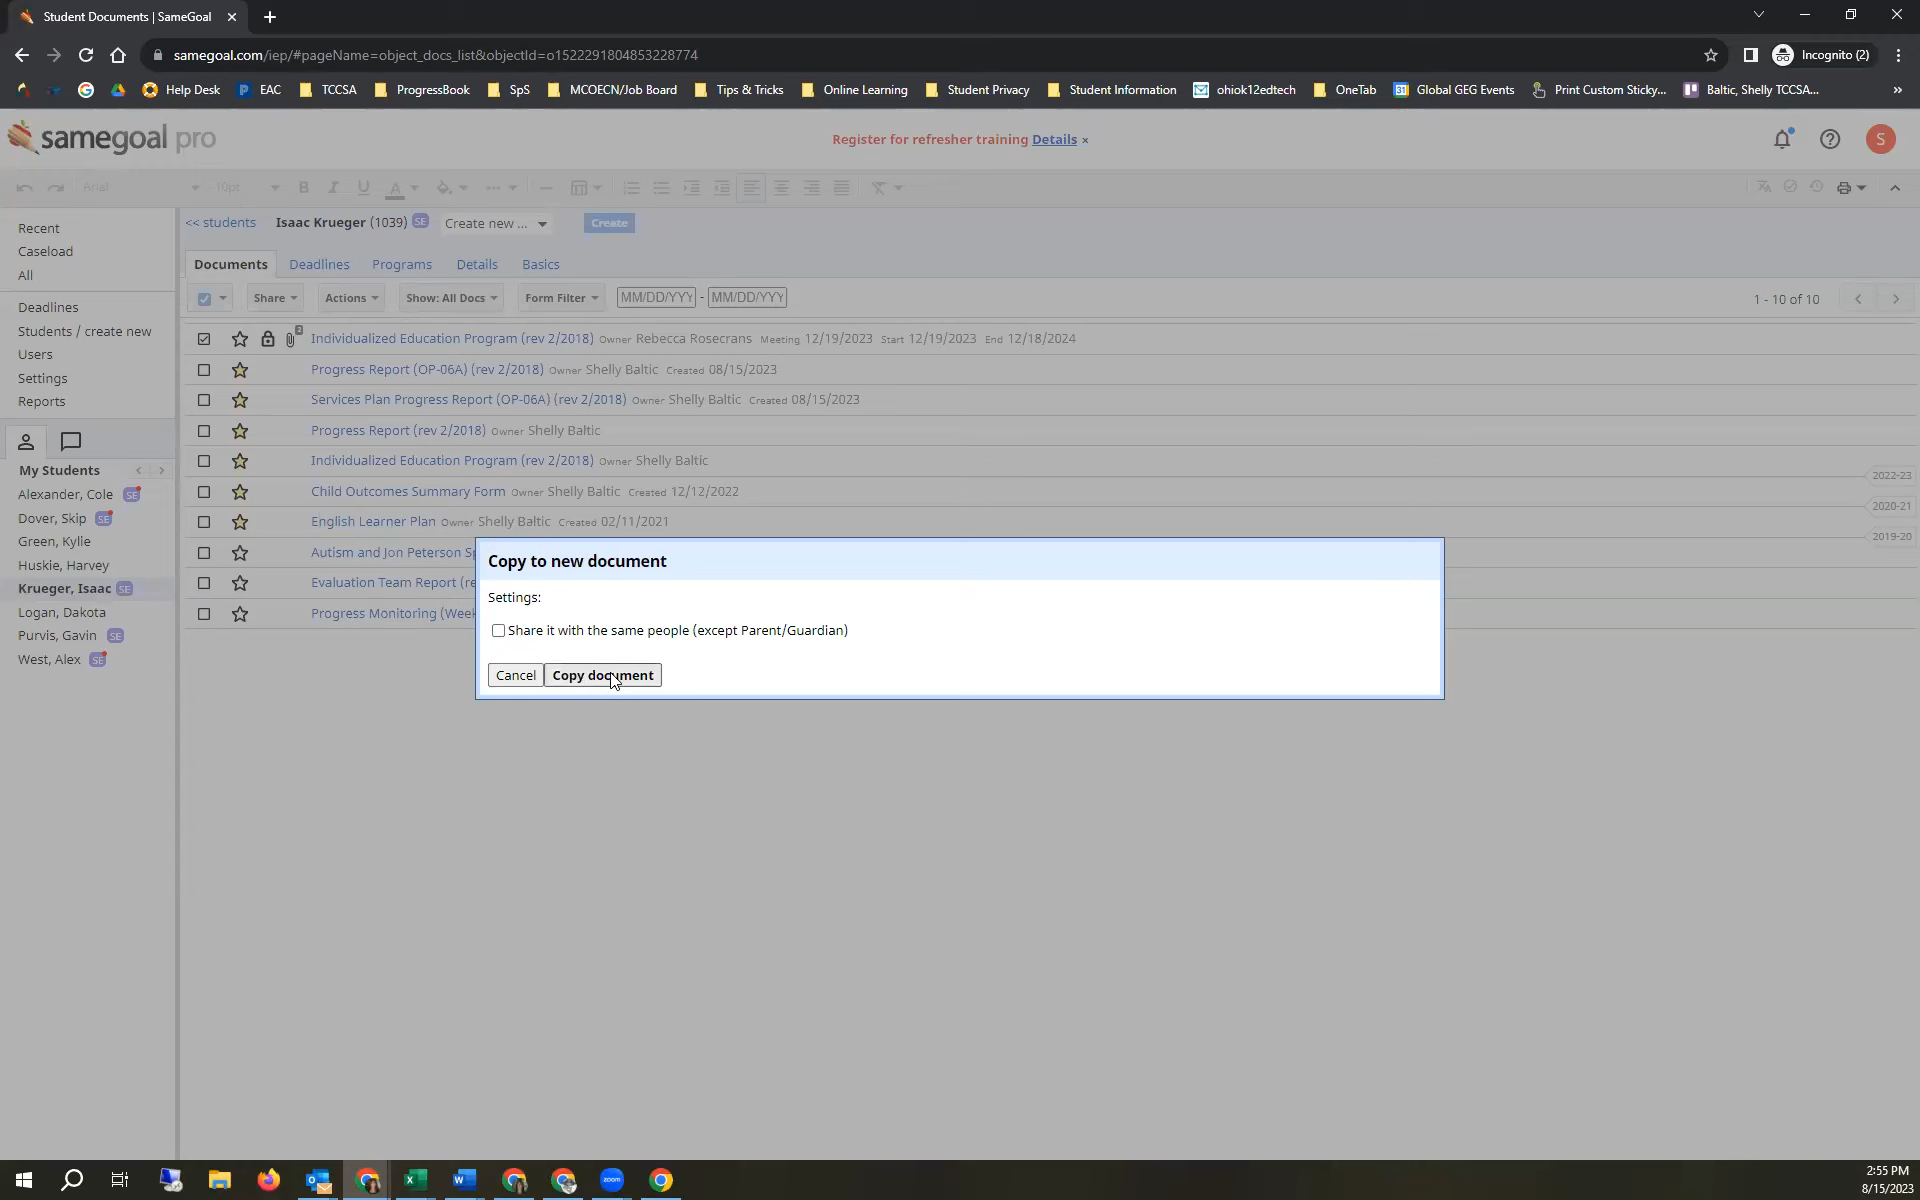 Student Documents | SameGoal
samegoal.com/iep/#pageName=object_docs_list&objectId=o1522291804853228774
Incognito (2)
Help Desk EAC TCCSA ProgressBook SpS MCOECN/Job Board Tips & Tricks Online Learning Student Privacy Student Information ohiok12edtech OneTab Global GEG Events Print Custom Sticky... Baltic, Shelly TCCSA... »
samegoal pro
Register for refresher training Details ×
S
Arial 10pt B I U A
Recent
Caseload
All
Deadlines
Students / create new
Users
Settings
Reports
My Students
Alexander, Cole SE
Dover, Skip SE
Green, Kylie
Huskie, Harvey
Krueger, Isaac SE
Logan, Dakota
Purvis, Gavin SE
West, Alex SE
<< students Isaac Krueger (1039) SE Create new ... Create
Documents Deadlines Programs Details Basics
Share Actions Show: All Docs Form Filter MM/DD/YYY - MM/DD/YYY 1 - 10 of 10
Individualized Education Program (rev 2/2018) Owner Rebecca Rosecrans Meeting 12/19/2023 Start 12/19/2023 End 12/18/2024
Progress Report (OP-06A) (rev 2/2018) Owner Shelly Baltic Created 08/15/2023
Services Plan Progress Report (OP-06A) (rev 2/2018) Owner Shelly Baltic Created 08/15/2023
Progress Report (rev 2/2018) Owner Shelly Baltic
Individualized Education Program (rev 2/2018) Owner Shelly Baltic
2022-23
Child Outcomes Summary Form Owner Shelly Baltic Created 12/12/2022
2020-21
English Learner Plan Owner Shelly Baltic Created 02/11/2021
2019-20
Autism and Jon Peterson Sp
Evaluation Team Report (re
Progress Monitoring (Week
Copy to new document
Settings:
Share it with the same people (except Parent/Guardian)
Cancel Copy document
2:55 PM
8/15/2023